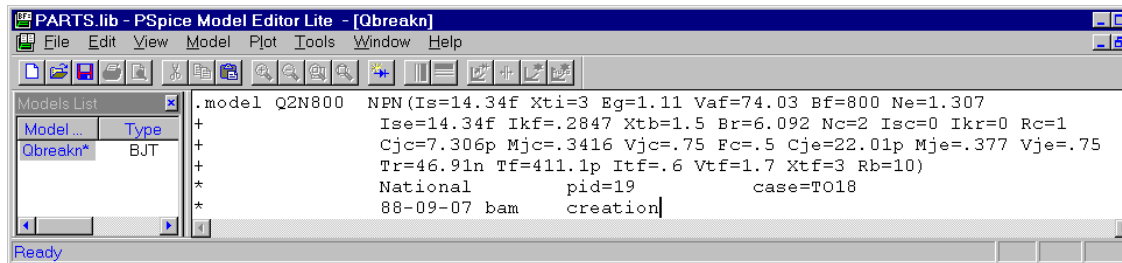 PARTS.lib - PSpice Model Editor Lite - [Qbreakn]
File Edit View Model Plot Tools Window Help
Models List
Model ... Type
Qbreakn* BJT
.model Q2N800 NPN(Is=14.34f Xti=3 Eg=1.11 Vaf=74.03 Bf=800 Ne=1.307
+ Ise=14.34f Ikf=.2847 Xtb=1.5 Br=6.092 Nc=2 Isc=0 Ikr=0 Rc=1
+ Cjc=7.306p Mjc=.3416 Vjc=.75 Fc=.5 Cje=22.01p Mje=.377 Vje=.75
+ Tr=46.91n Tf=411.1p Itf=.6 Vtf=1.7 Xtf=3 Rb=10)
* National pid=19 case=TO18
* 88-09-07 bam creation
Ready